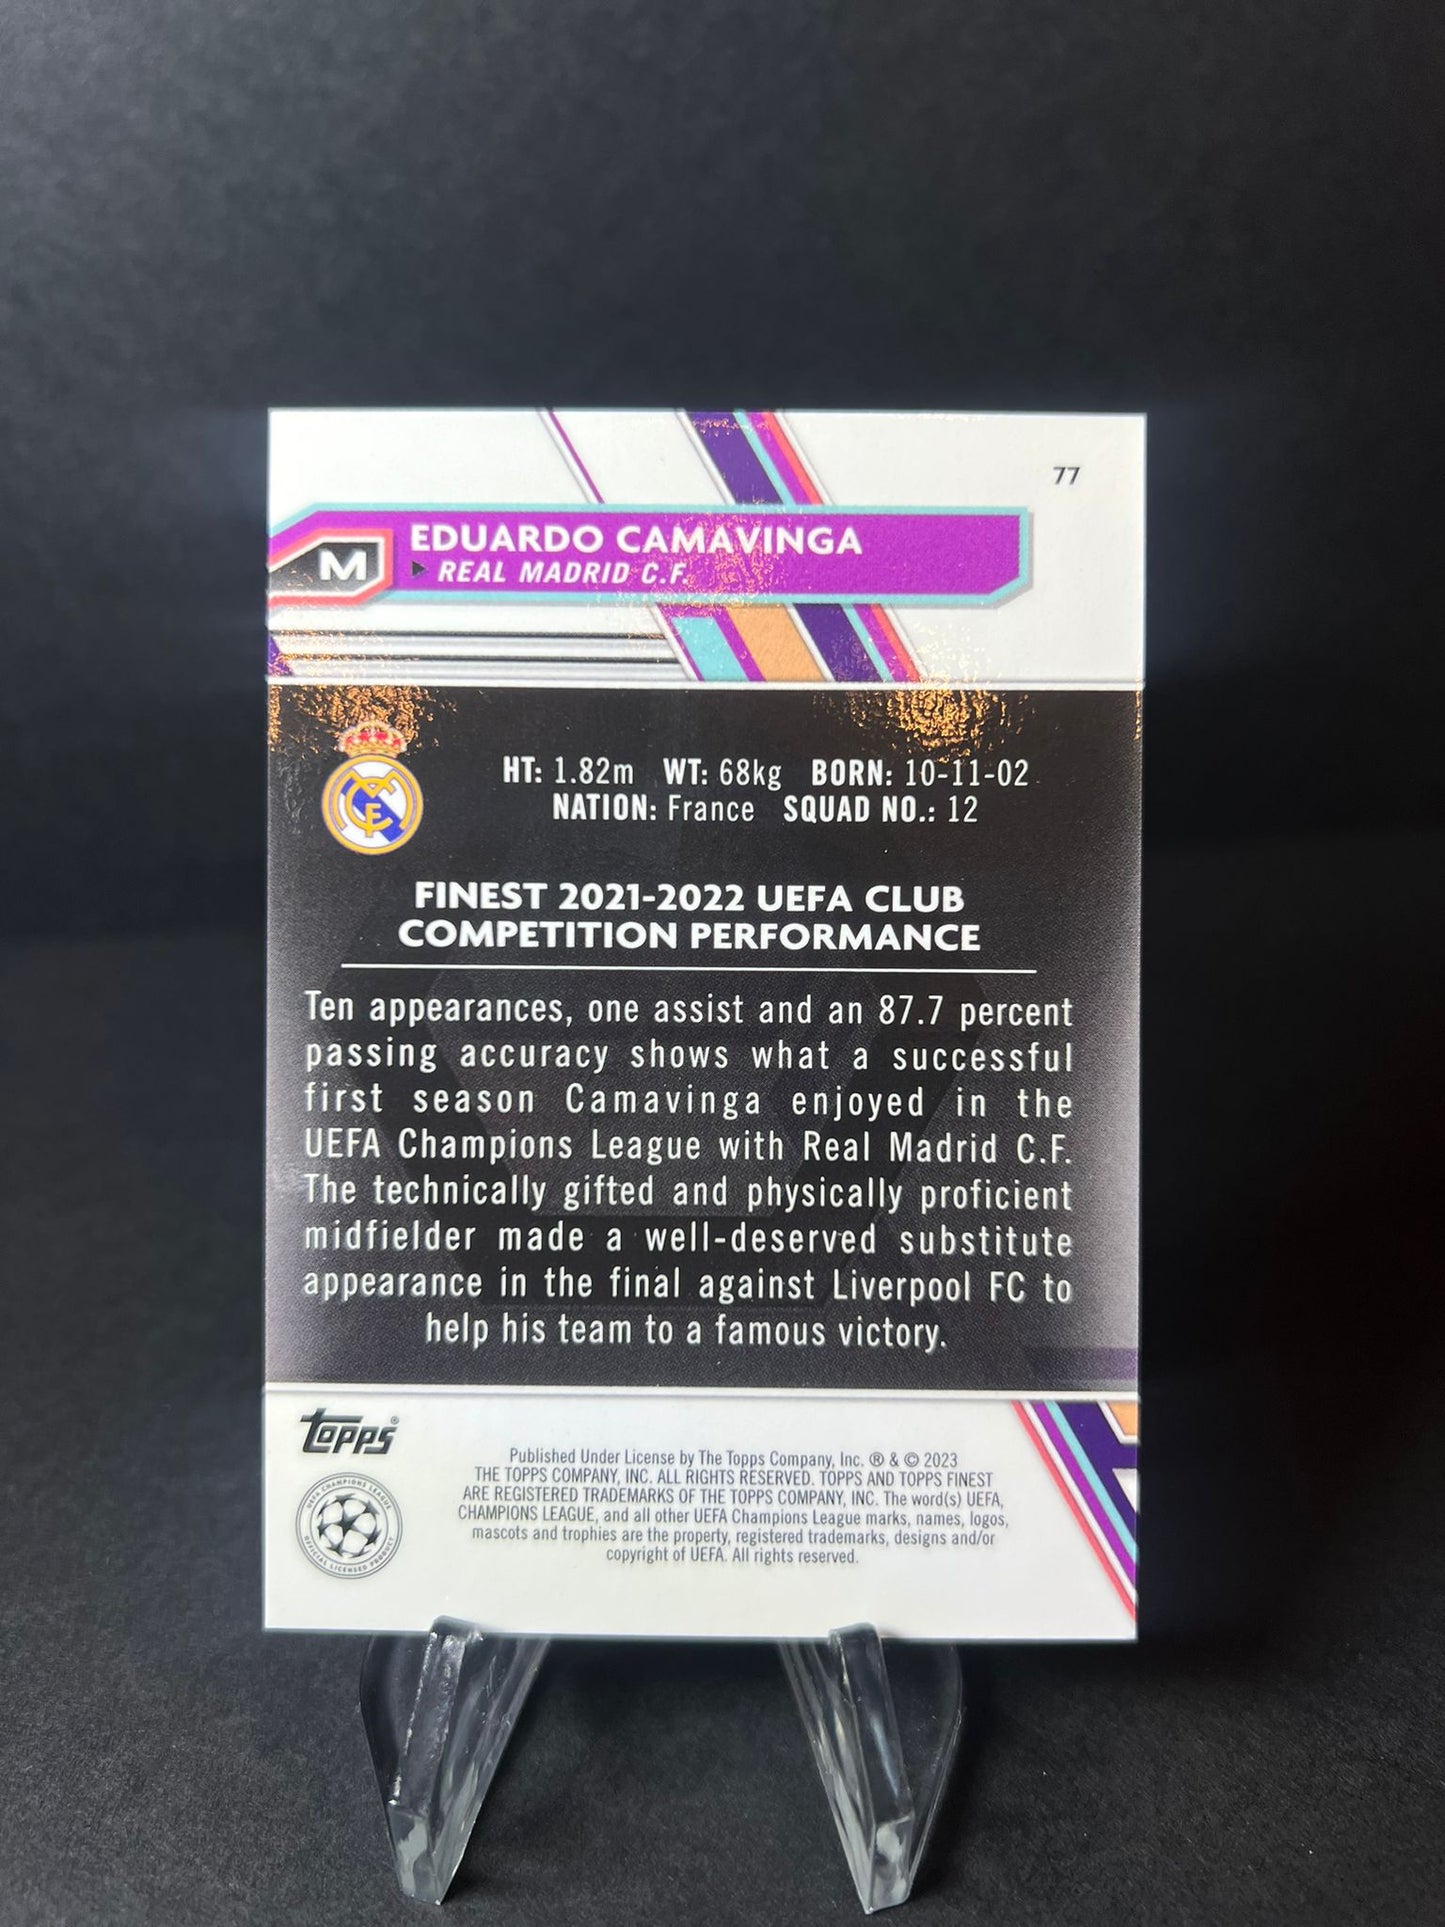 77
EDUARDO CAMAVINGA
M
REAL MADRID C.F.
HT: 1.82m WT: 68kg BORN: 10-11-02
NATION: France SQUAD NO.: 12
FINEST 2021-2022 UEFA CLUB
COMPETITION PERFORMANCE
Ten appearances, one assist and an 87.7 percent
passing accuracy shows what a successful
first season Camavinga enjoyed in the
UEFA Champions League with Real Madrid C.F.
The technically gifted and physically proficient
midfielder made a well-deserved substitute
appearance in the final against Liverpool FC to
help his team to a famous victory.
Topps®
UEFA CHAMPIONS LEAGUE
OFFICIAL LICENSED PRODUCT
Published Under License by The Topps Company, Inc. ® & © 2023
THE TOPPS COMPANY, INC. ALL RIGHTS RESERVED. TOPPS AND TOPPS FINEST
ARE REGISTERED TRADEMARKS OF THE TOPPS COMPANY, INC. The word(s) UEFA,
CHAMPIONS LEAGUE, and all other UEFA Champions League marks, names, logos,
mascots and trophies are the property, registered trademarks, designs and/or
copyright of UEFA. All rights reserved.